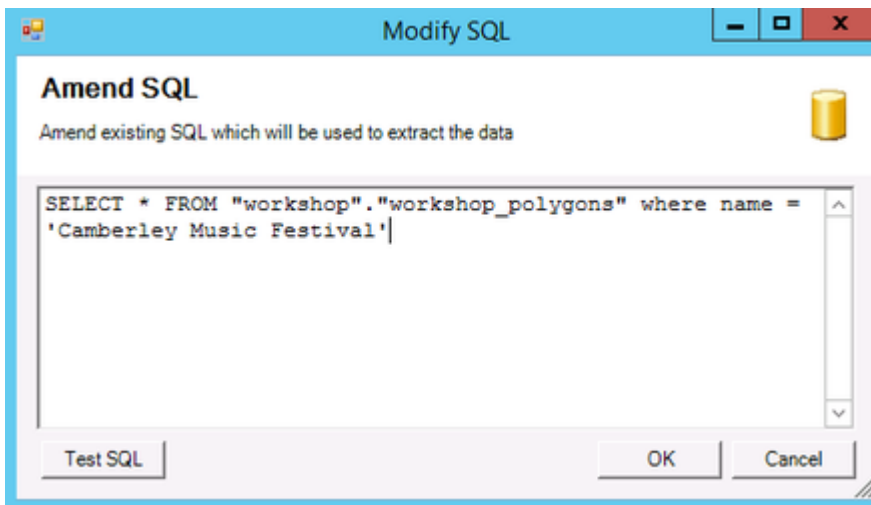 Modify SQL
x
Amend SQL
Amend existing SQL which will be used to extract the data
SELECT * FROM "workshop"."workshop_polygons" where name =
'Camberley Music Festival'
Test SQL
OK
Cancel